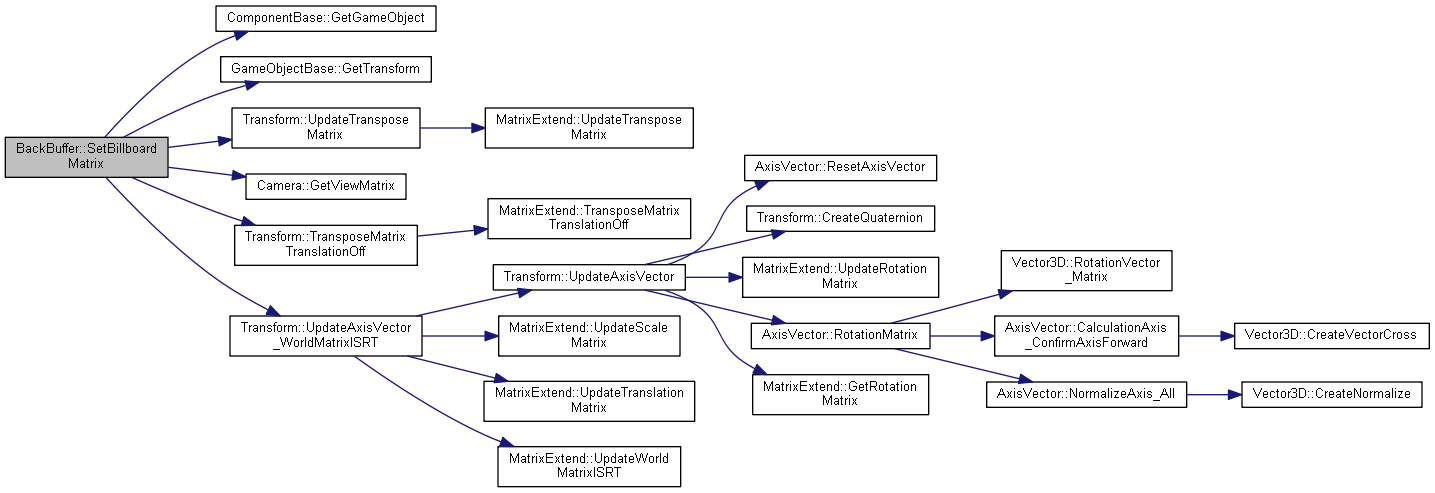 ComponentBase::GetGameObject
GameObjectBase::GetTransform
Transform::UpdateTranspose
Matrix
MatrixExtend::UpdateTranspose
Matrix
BackBuffer::SetBillboard
Matrix
Camera::GetViewMatrix
Transform::TransposeMatrix
TranslationOff
MatrixExtend::TransposeMatrix
TranslationOff
Transform::UpdateAxisVector
_WorldMatrixISRT
Transform::UpdateAxisVector
MatrixExtend::UpdateScale
Matrix
MatrixExtend::UpdateTranslation
Matrix
MatrixExtend::UpdateWorld
MatrixISRT
AxisVector::ResetAxisVector
Transform::CreateQuaternion
MatrixExtend::UpdateRotation
Matrix
AxisVector::RotationMatrix
MatrixExtend::GetRotation
Matrix
Vector3D::RotationVector
_Matrix
AxisVector::CalculationAxis
_ConfirmAxisForward
AxisVector::NormalizeAxis_All
Vector3D::CreateVectorCross
Vector3D::CreateNormalize